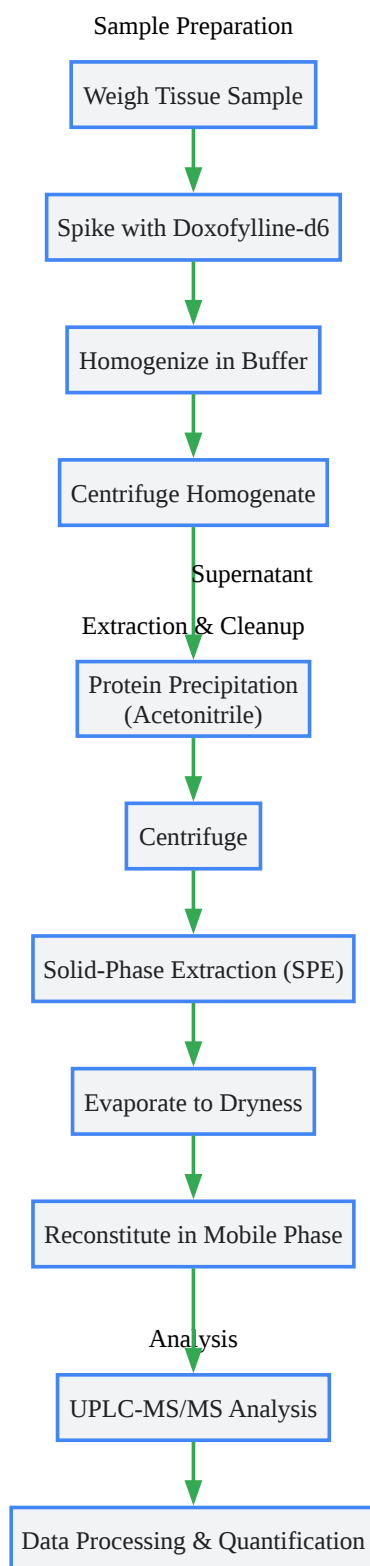 Sample Preparation
Weigh Tissue Sample
Spike with Doxofylline-d6
Homogenize in Buffer
Centrifuge Homogenate
Supernatant
Extraction & Cleanup
Protein Precipitation
(Acetonitrile)
Centrifuge
Solid-Phase Extraction (SPE)
Evaporate to Dryness
Reconstitute in Mobile Phase
Analysis
UPLC-MS/MS Analysis
Data Processing & Quantification